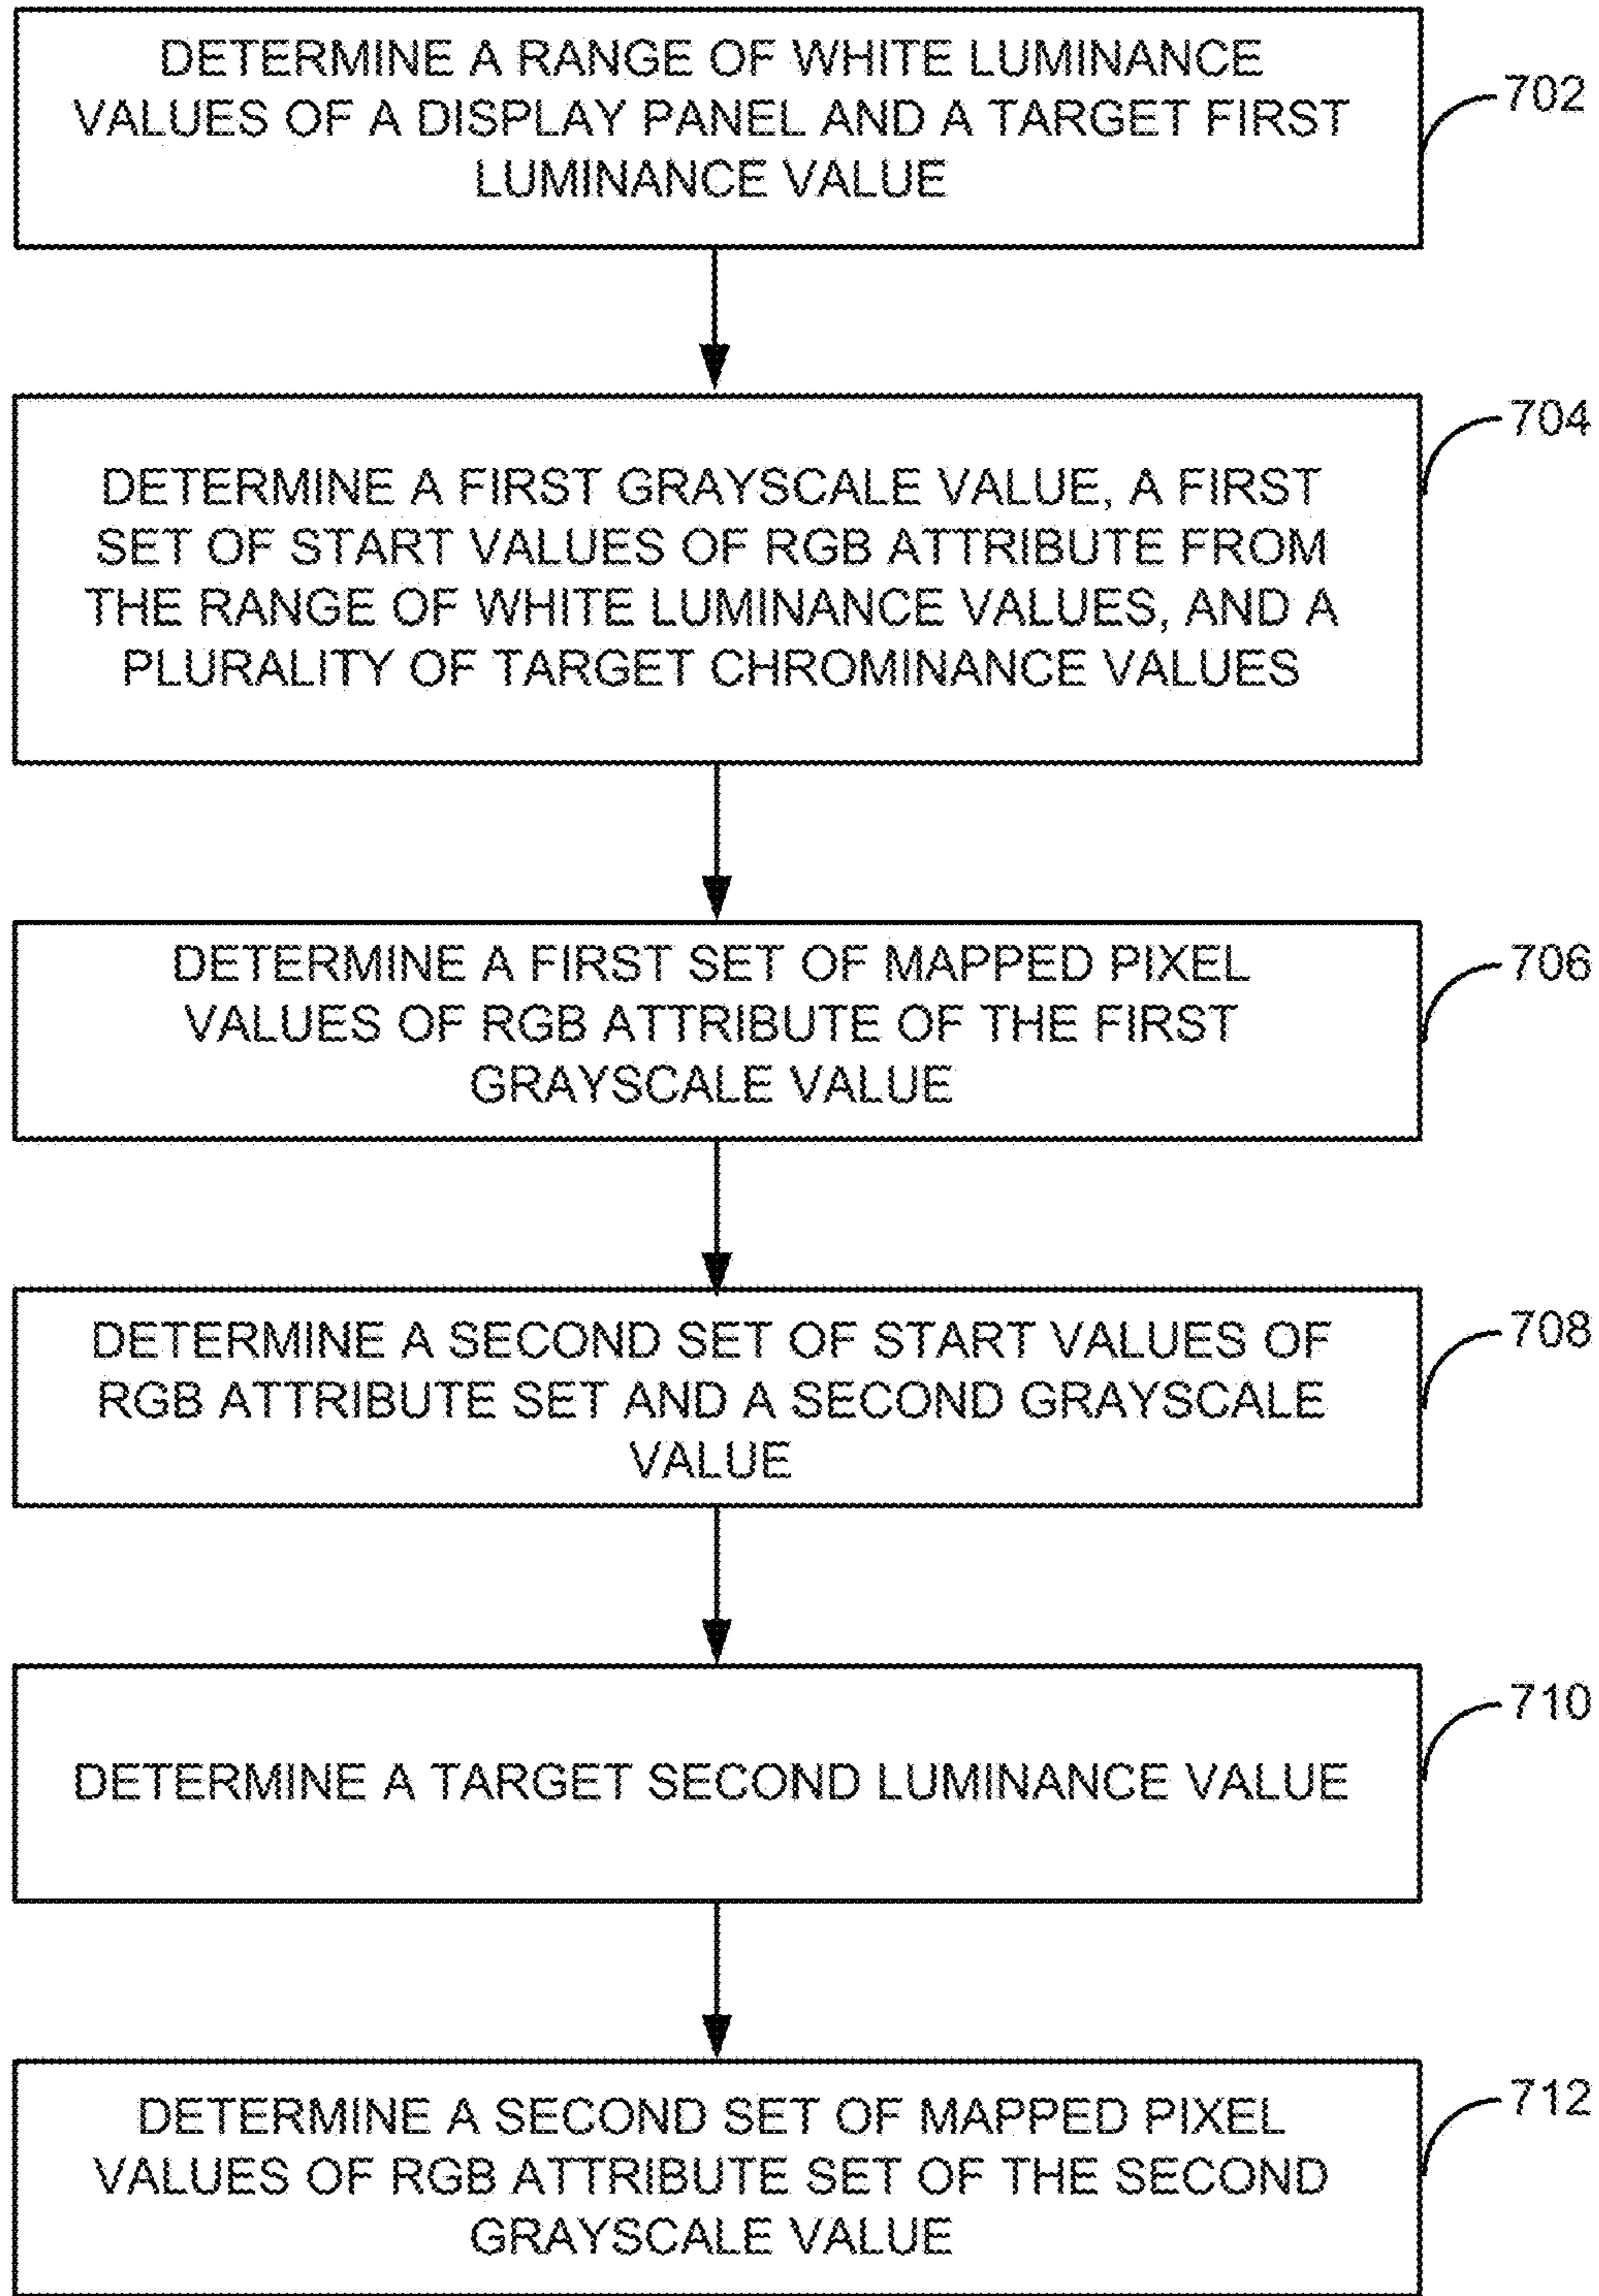 DETERMINE A RANGE OF WHITE LUMINANCE
VALUES OF A DISPLAY PANEL AND A TARGET FIRST
LUMINANCE VALUE
702
DETERMINE A FIRST GRAYSCALE VALUE, A FIRST
SET OF START VALUES OF RGB ATTRIBUTE FROM
THE RANGE OF WHITE LUMINANCE VALUES, AND A
PLURALITY OF TARGET CHROMINANCE VALUES
704
DETERMINE A FIRST SET OF MAPPED PIXEL
VALUES OF RGB ATTRIBUTE OF THE FIRST
GRAYSCALE VALUE
706
DETERMINE A SECOND SET OF START VALUES OF
RGB ATTRIBUTE SET AND A SECOND GRAYSCALE
VALUE
708
DETERMINE A TARGET SECOND LUMINANCE VALUE
710
DETERMINE A SECOND SET OF MAPPED PIXEL
VALUES OF RGB ATTRIBUTE SET OF THE SECOND
GRAYSCALE VALUE
712